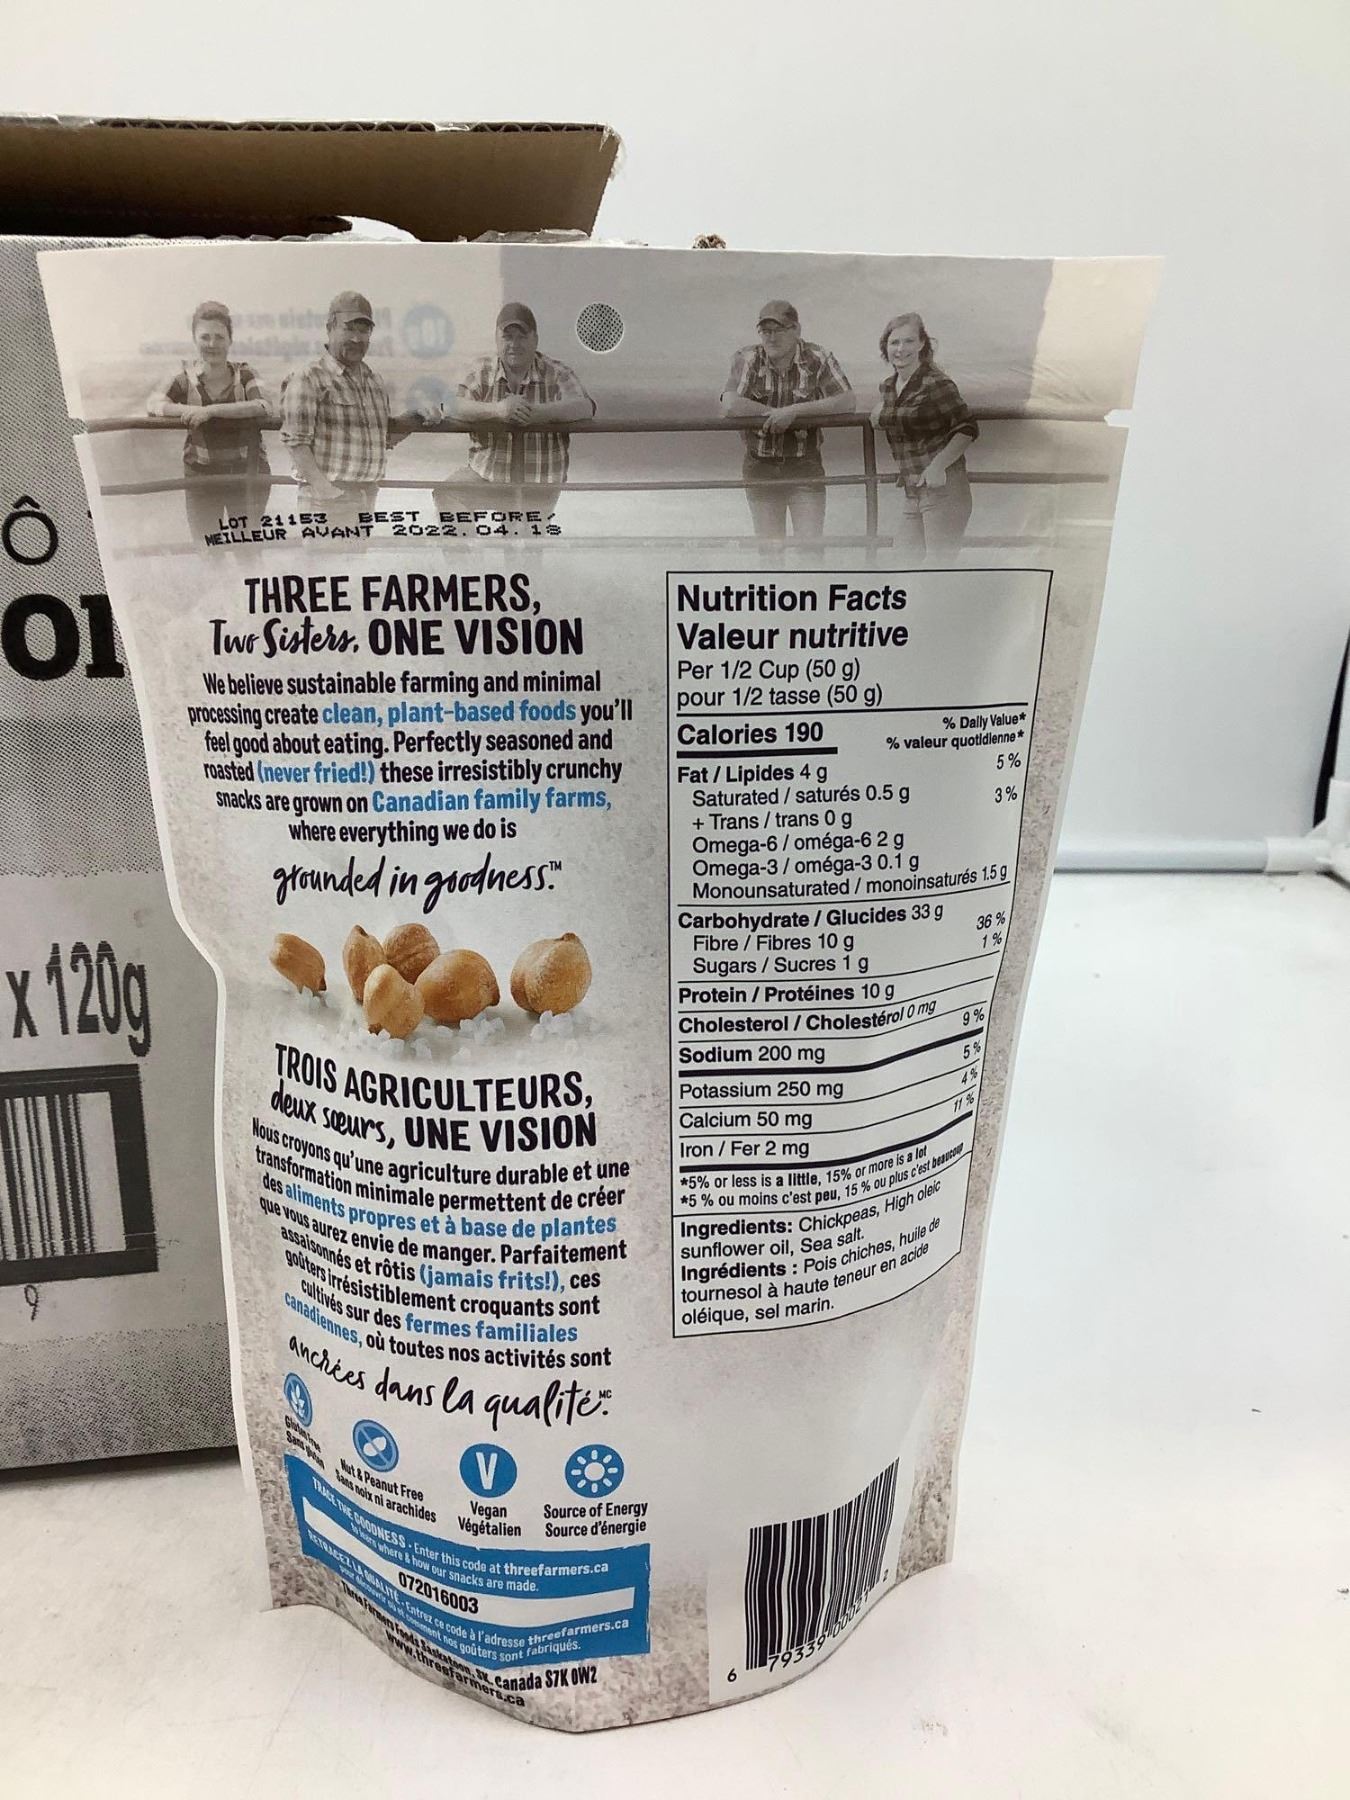 Ô
x 120g
9
LOT 21153 BEST BEFORE/
MEILLEUR AVANT 2022.04.18
THREE FARMERS,
Two Sisters, ONE VISION
We believe sustainable farming and minimal
processing create clean, plant-based foods you'll
feel good about eating. Perfectly seasoned and
roasted (never fried!) these irresistibly crunchy
snacks are grown on Canadian family farms,
where everything we do is
grounded in goodness.™
TROIS AGRICULTEURS,
deux sœurs, UNE VISION
Nous croyons qu'une agriculture durable et une
transformation minimale permettent de créer
des aliments propres et à base de plantes
que vous aurez envie de manger. Parfaitement
assaisonnés et rôtis (jamais frits!), ces
goûters irrésistiblement croquants sont
cultivés sur des fermes familiales
canadiennes, où toutes nos activités sont
ancrées dans la qualité.MC
Gluten Free
Sans gluten
Nut & Peanut Free
Sans noix ni arachides
Vegan
Végétalien
Source of Energy
Source d'énergie
TRACE THE GOODNESS - Enter this code at threefarmers.ca
to learn where & how our snacks are made.
072016003
RETRACEZ LA QUALITÉ - Entrez ce code à l'adresse threefarmers.ca
pour découvrir où et comment nos goûters sont fabriqués.
Three Farmers Foods Saskatoon, SK, Canada S7K 0W2
www.threefarmers.ca
Nutrition Facts
Valeur nutritive
Per 1/2 Cup (50 g)
pour 1/2 tasse (50 g)
Calories 190
% Daily Value*
% valeur quotidienne*
Fat / Lipides 4 g 5 %
Saturated / saturés 0.5 g 3 %
+ Trans / trans 0 g
Omega-6 / oméga-6 2 g
Omega-3 / oméga-3 0.1 g
Monounsaturated / monoinsaturés 1.5 g
Carbohydrate / Glucides 33 g
Fibre / Fibres 10 g 36 %
Sugars / Sucres 1 g 1 %
Protein / Protéines 10 g
Cholesterol / Cholestérol 0 mg
Sodium 200 mg 9 %
Potassium 250 mg 5 %
Calcium 50 mg 4 %
Iron / Fer 2 mg 11 %
*5% or less is a little, 15% or more is a lot
*5 % ou moins c'est peu, 15 % ou plus c'est beaucoup
Ingredients: Chickpeas, High oleic
sunflower oil, Sea salt.
Ingrédients : Pois chiches, huile de
tournesol à haute teneur en acide
oléique, sel marin.
6 79339 00021 2